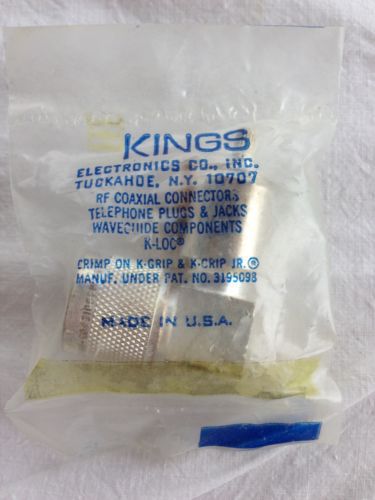 KINGS
ELECTRONICS CO., INC.
TUCKAHOE, N.Y. 10707
RF COAXIAL CONNECTORS
TELEPHONE PLUGS & JACKS
WAVEGUIDE COMPONENTS
K-LOC®
CRIMP ON K-GRIP & K-GRIP JR.®
MANUF. UNDER PAT. NO. 3195098
MADE IN U.S.A.